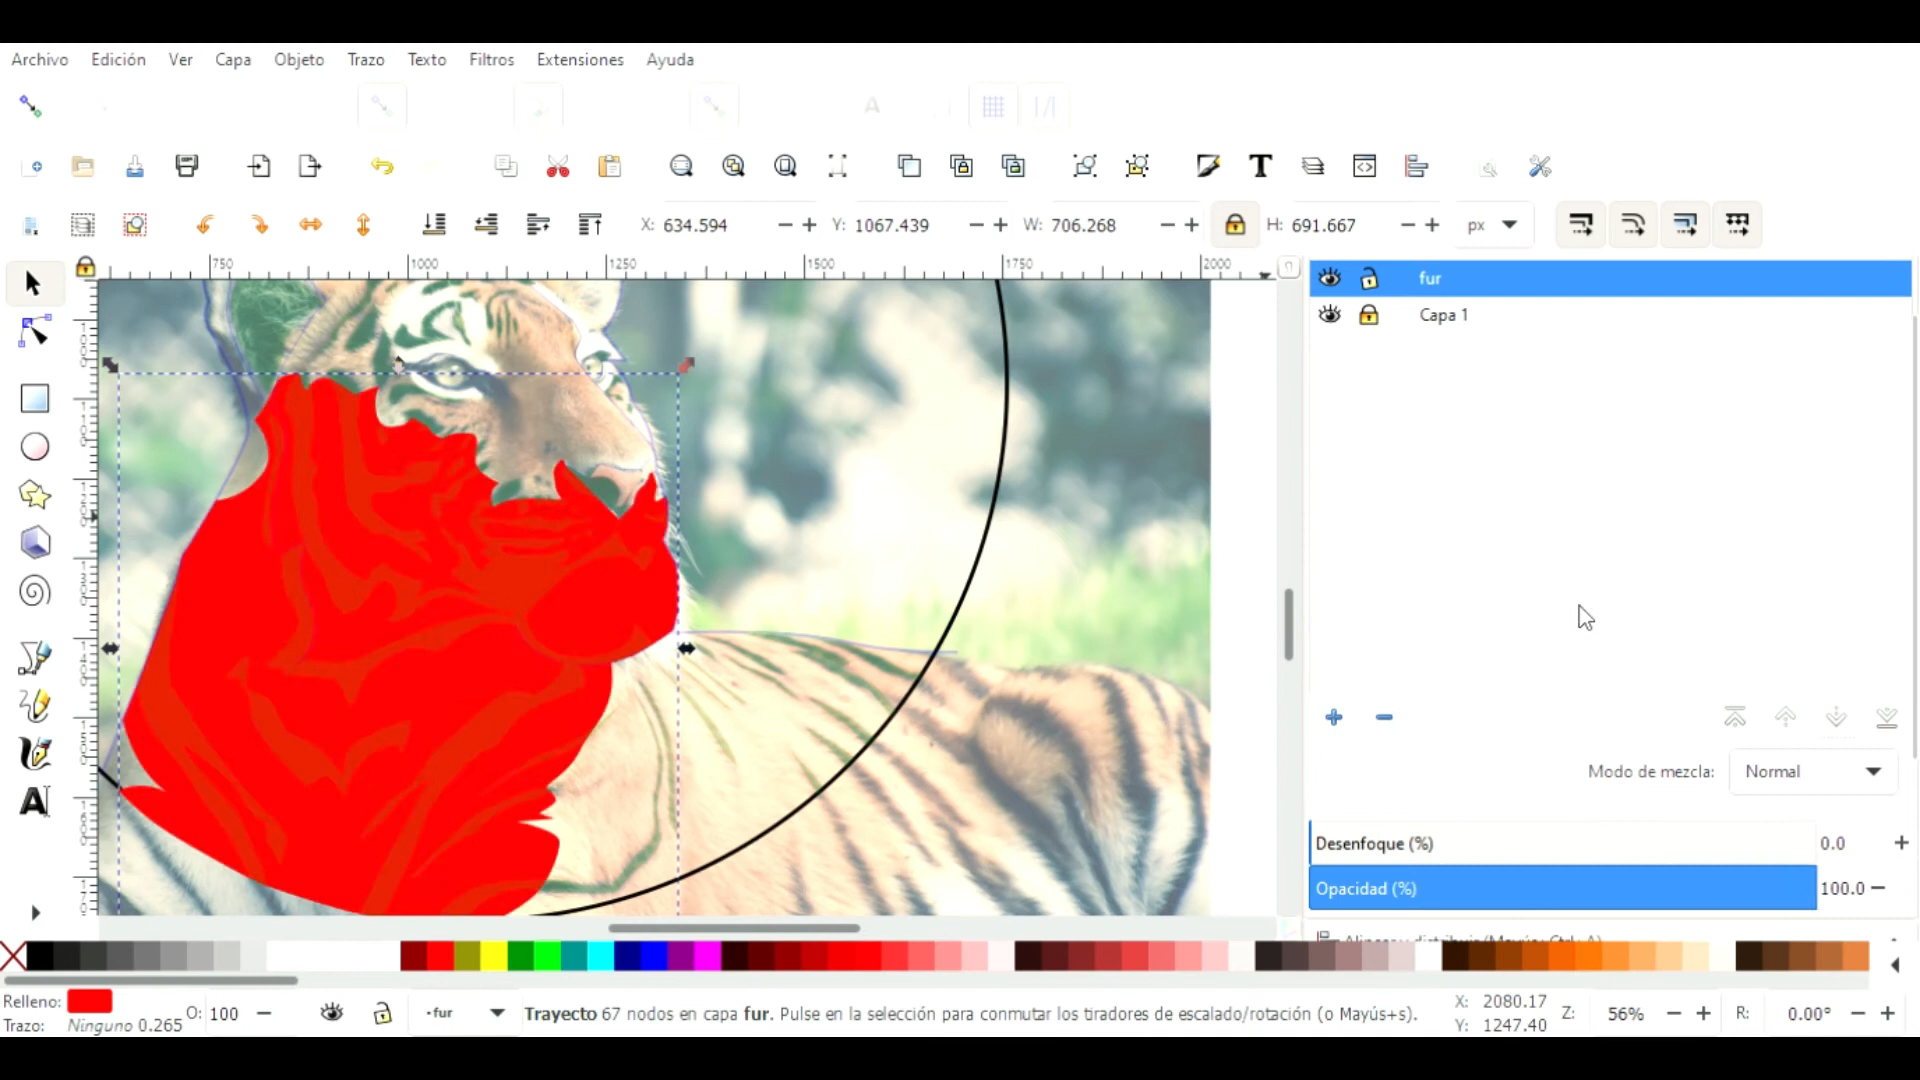 Archivo Edición Ver Capa Objeto Trazo Texto Filtros Extensiones Ayuda
X: 634.594 Y: 1067.439 W: 706.268 H: 691.667 px
750 1000 1250 1500 1750 2000
fur
Capa 1
Modo de mezcla: Normal
Desenfoque (%) 0.0
Opacidad (%) 100.0
Relleno: O: 100 fur Trayecto 67 nodos en capa fur. Pulse en la selección para conmutar los tiradores de escalado/rotación (o Mayús+s). X: 2080.17 Z: 56% R: 0.00°
Trazo: Ninguno 0.265 Y: 1247.40